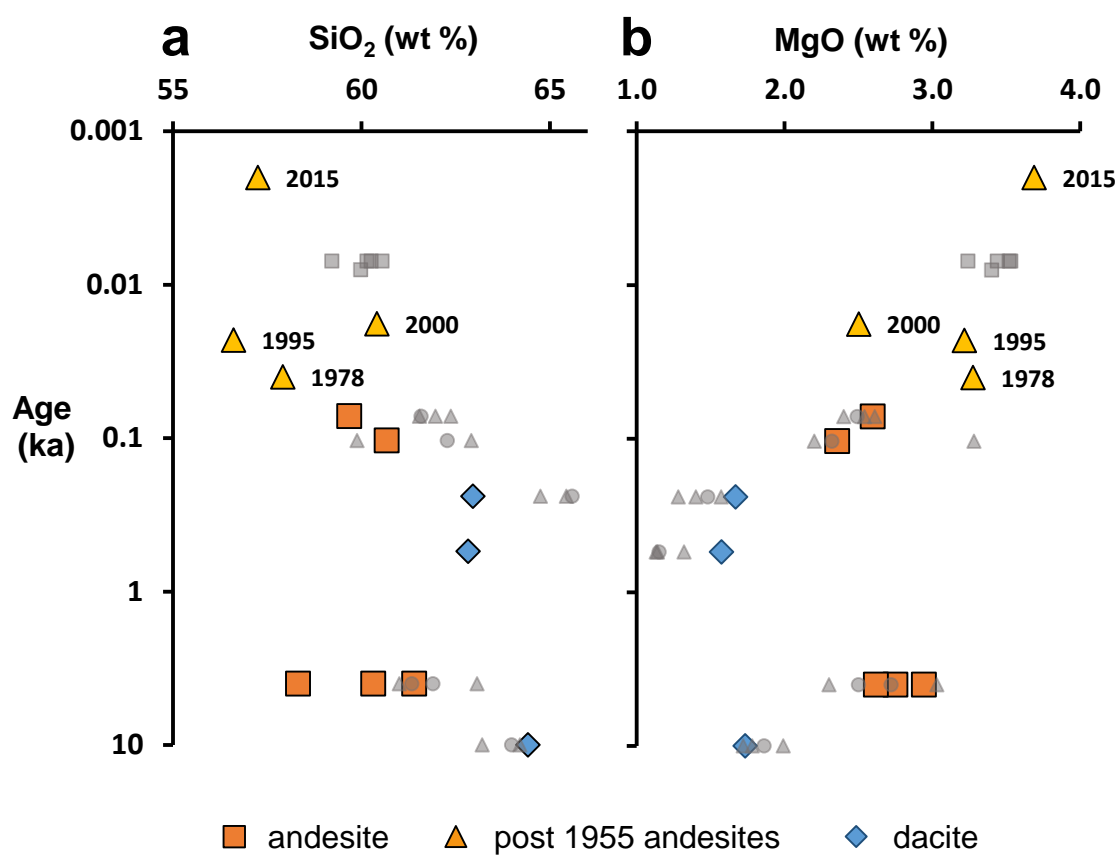 a SiO₂ (wt %) b MgO (wt %)
55 60 65 1.0 2.0 3.0 4.0
0.001
2015 2015
0.01
2000 2000
1995 1995
1978 1978
Age
(ka)
0.1
1
10
andesite post 1955 andesites dacite